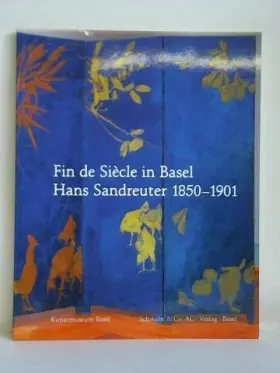 Fin de Siècle in Basel
Hans Sandreuter 1850–1901
Kunstmuseum Basel Schwabe & Co. AG · Verlag · Basel